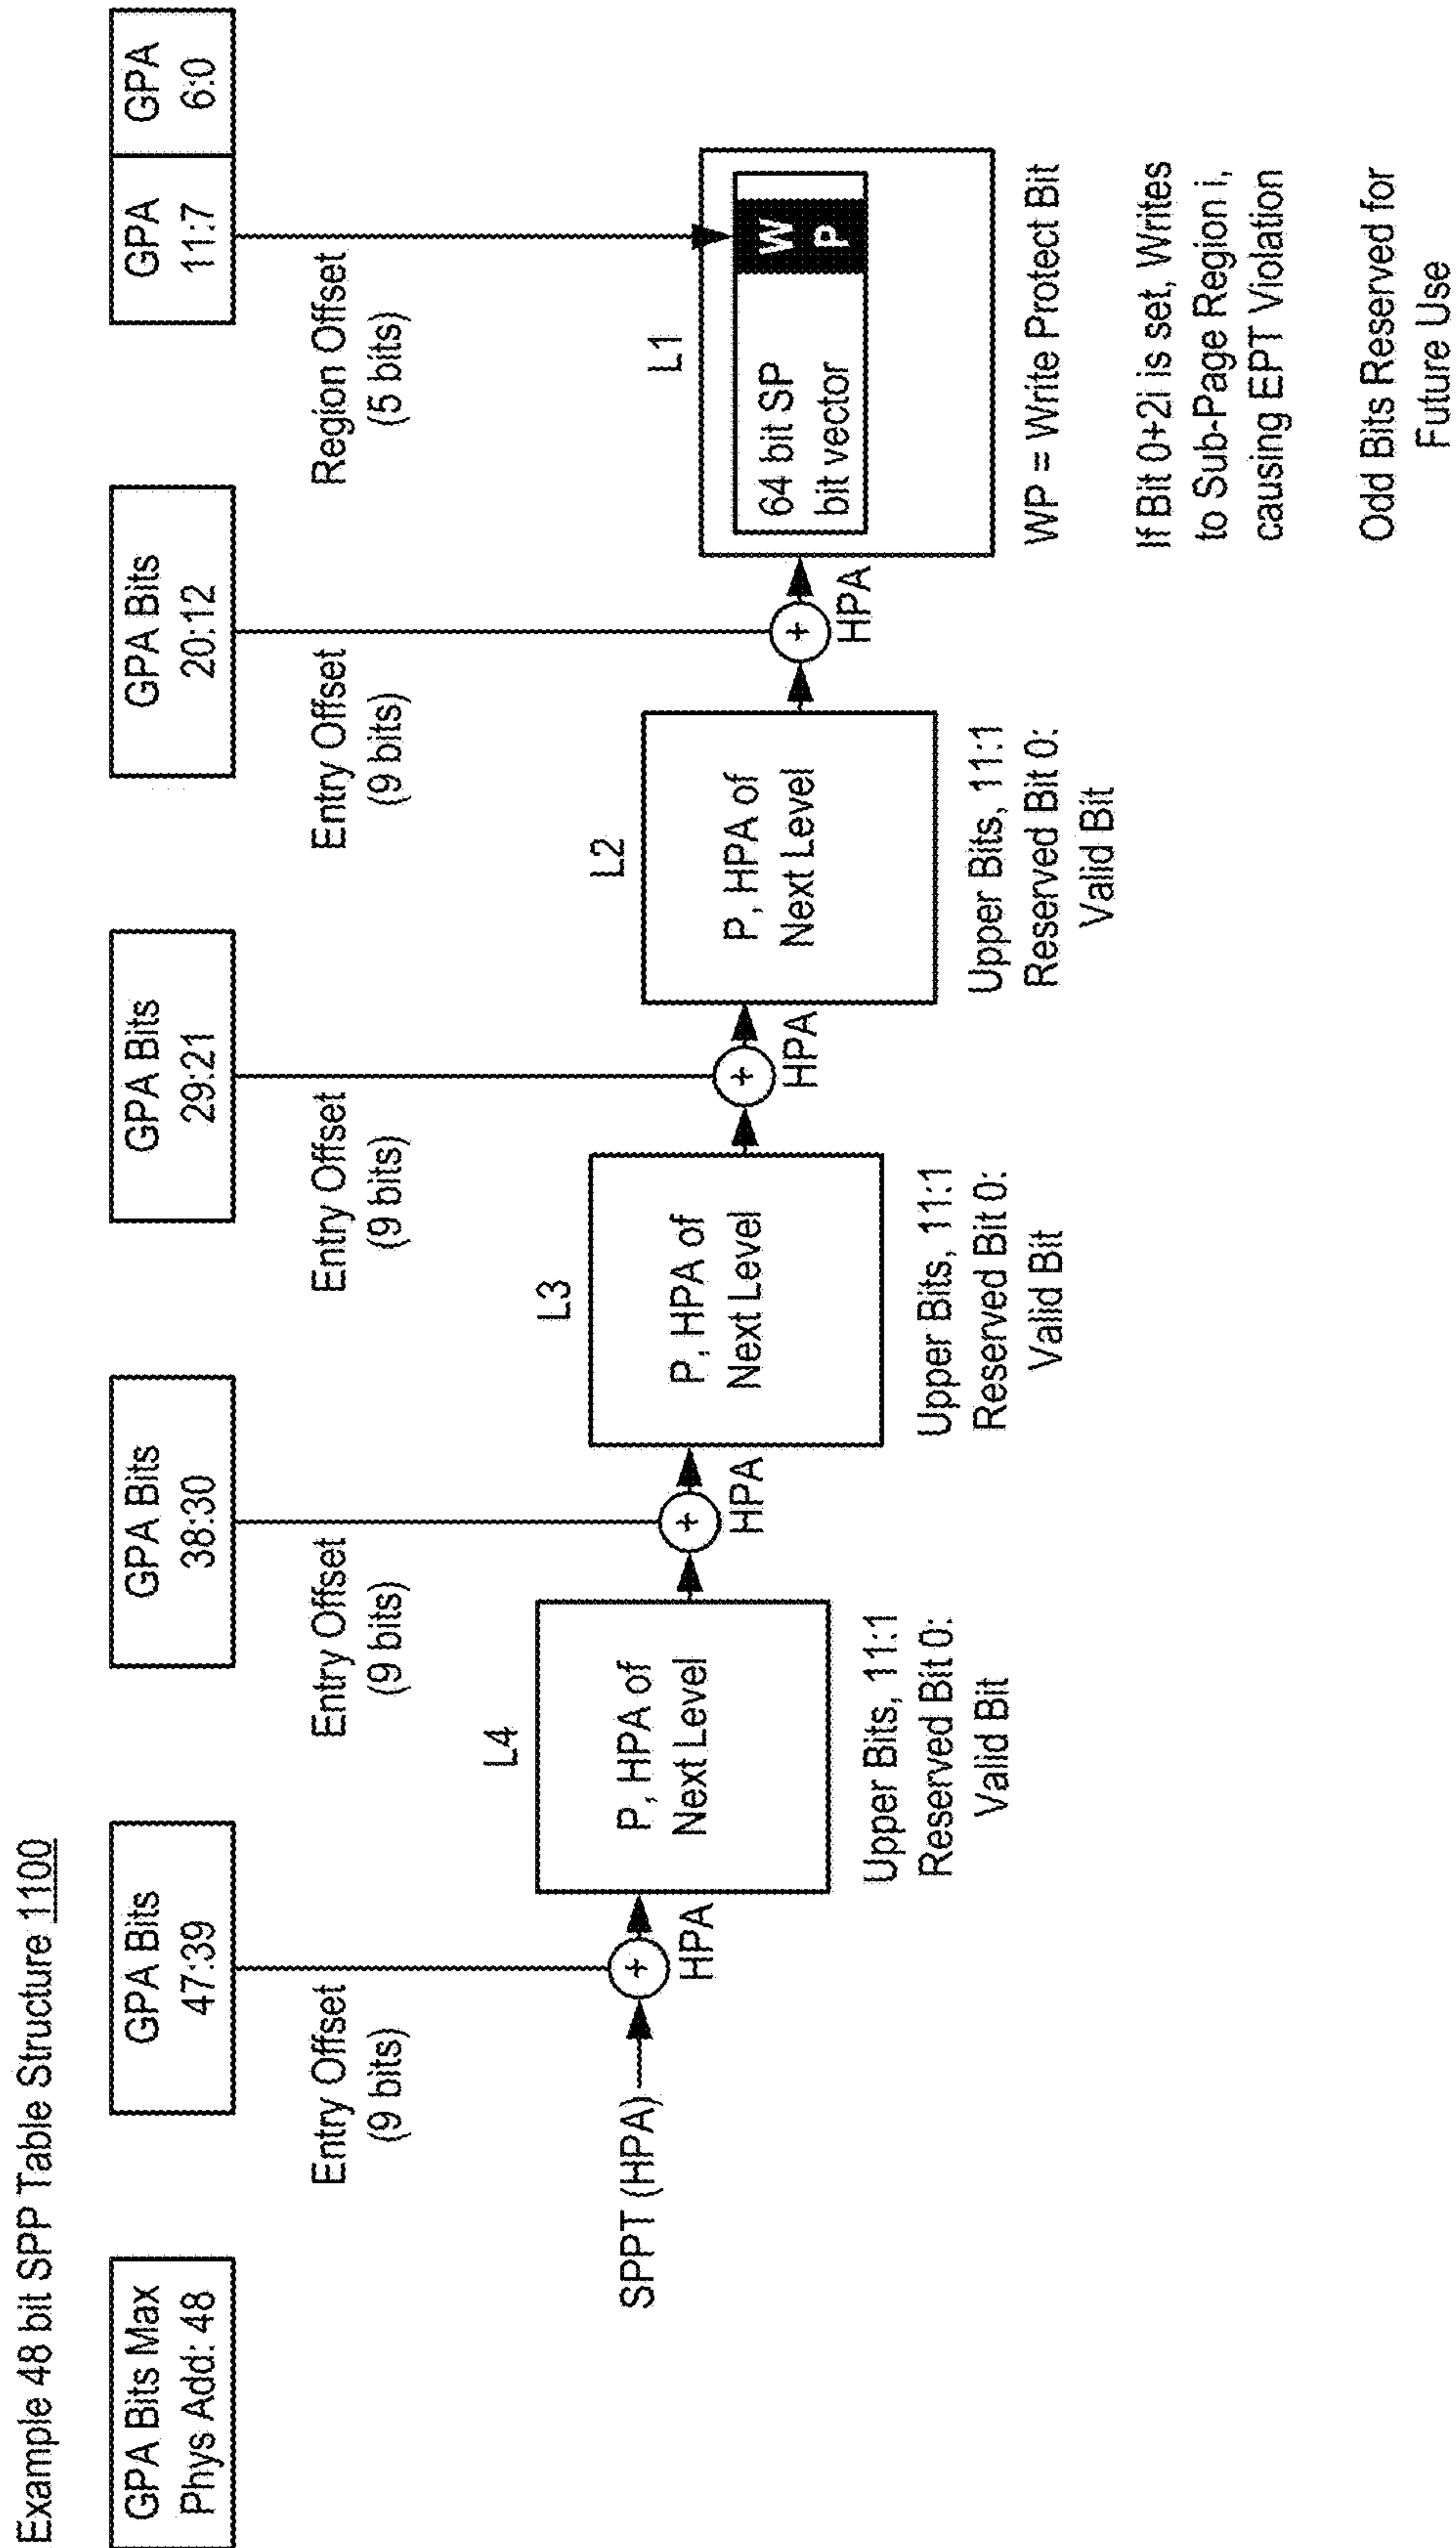 Example 48 bit SPP Table Structure 1100
GPA Bits Max
Phys Add: 48
GPA Bits
47:39
GPA Bits
38:30
GPA Bits
29:21
GPA Bits
20:12
GPA
11:7
GPA
6:0
Entry Offset
(9 bits)
Entry Offset
(9 bits)
Entry Offset
(9 bits)
Entry Offset
(9 bits)
Region Offset
(5 bits)
SPPT (HPA)
+
HPA
L4
P, HPA of
Next Level
Upper Bits, 11:1
Reserved Bit 0:
Valid Bit
+
HPA
L3
P, HPA of
Next Level
Upper Bits, 11:1
Reserved Bit 0:
Valid Bit
+
HPA
L2
P, HPA of
Next Level
Upper Bits, 11:1
Reserved Bit 0:
Valid Bit
+
HPA
L1
64 bit SP
bit vector
W
P
WP = Write Protect Bit
If Bit 0+2i is set, Writes
to Sub-Page Region i,
causing EPT Violation
Odd Bits Reserved for
Future Use